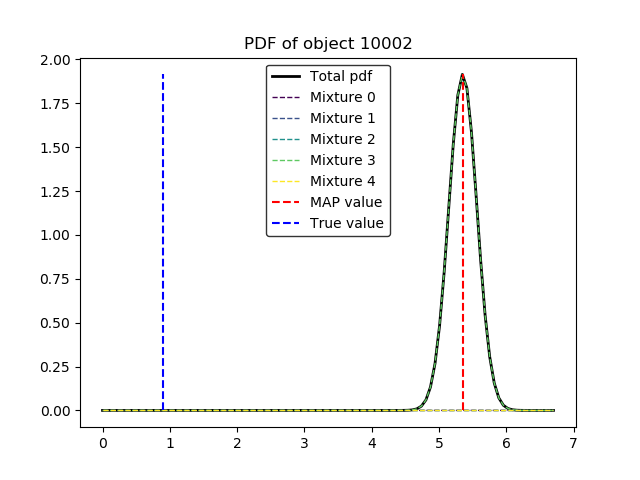 PDF of object 10002
2.00
1.75
1.50
1.25
1.00
0.75
0.50
0.25
0.00
Total pdf
Mixture 0
Mixture 1
Mixture 2
Mixture 3
Mixture 4
MAP value
True value
0 1 2 3 4 5 6 7